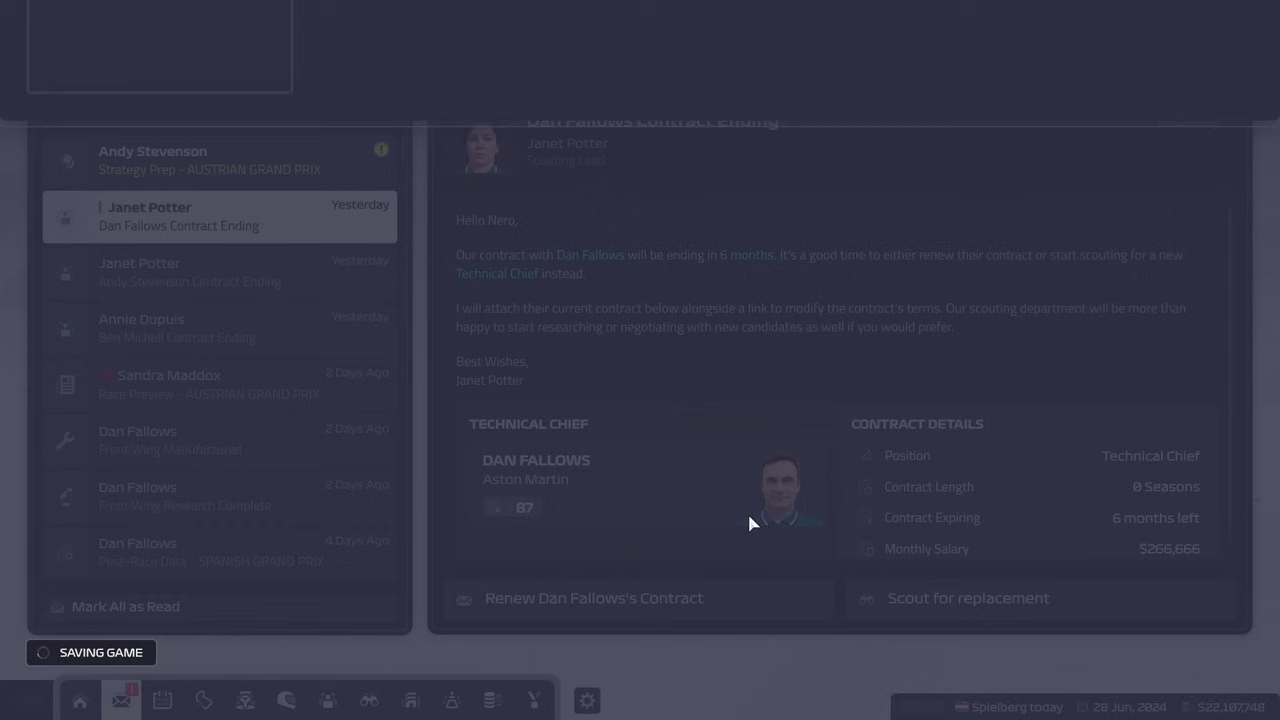 Dan Fallows Contract Ending
Janet Potter
Scouting Lead
Andy Stevenson
Strategy Prep - AUSTRIAN GRAND PRIX
Janet Potter
Yesterday
Dan Fallows Contract Ending
Janet Potter
Yesterday
Andy Stevenson Contract Ending
Annie Dupuis
Yesterday
Ben Michell Contract Ending
Sandra Maddox
2 Days Ago
Race Preview - AUSTRIAN GRAND PRIX
Dan Fallows
2 Days Ago
Front Wing Manufactured
Dan Fallows
2 Days Ago
Front Wing Research Complete
Dan Fallows
4 Days Ago
Post-Race Data - SPANISH GRAND PRIX
Mark All as Read
Hello Nero,
Our contract with Dan Fallows will be ending in 6 months. It's a good time to either renew their contract or start scouting for a new
Technical Chief instead.
I will attach their current contract below alongside a link to modify the contract's terms. Our scouting department will be more than
happy to start researching or negotiating with new candidates as well if you would prefer.
Best Wishes,
Janet Potter
TECHNICAL CHIEF
DAN FALLOWS
Aston Martin
87
CONTRACT DETAILS
Position Technical Chief
Contract Length 0 Seasons
Contract Expiring 6 months left
Monthly Salary $266,666
Renew Dan Fallows's Contract
Scout for replacement
SAVING GAME
1
Spielberg today
28 Jun, 2024
$22,107,748